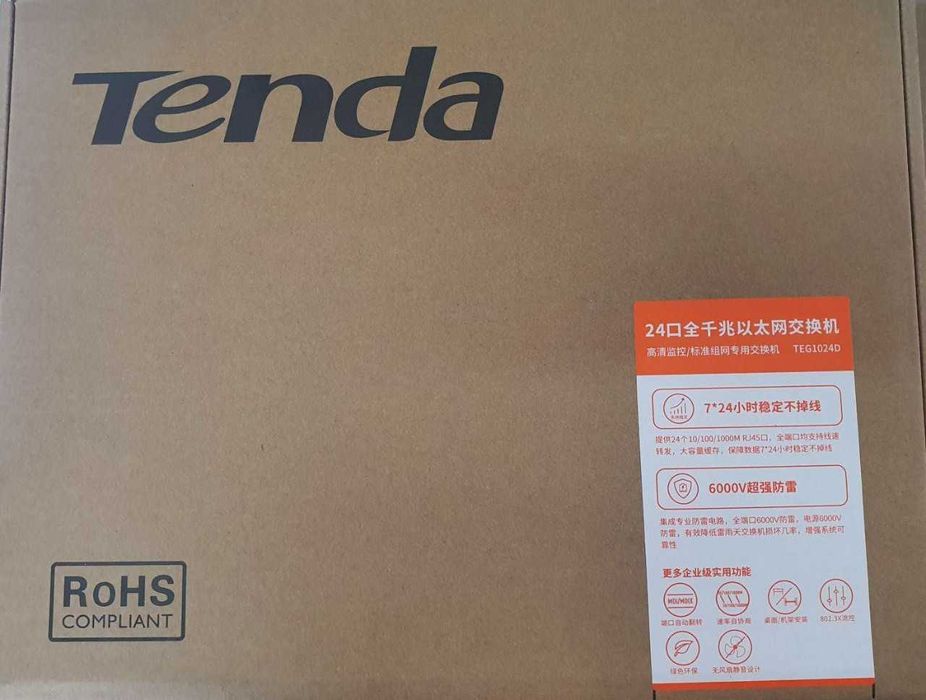 Tenda
24口全千兆以太网交换机
高清监控/标准组网专用交换机 TEG1024D
7*24小时稳定不掉线
提供24个10/100/1000M RJ45口，全端口均支持线速
转发，大容量缓存，保障数据7*24小时稳定不掉线
6000V超强防雷
集成专业防雷电路，全端口6000V防雷，电源6000V
防雷，有效降低雷雨天交换机损坏几率，增强系统可
靠性
更多企业级实用功能
MDI/MDIX
端口自动翻转 速率自协商 桌面/机架安装 802.3X流控
绿色环保 无风扇静音设计
RoHS
COMPLIANT